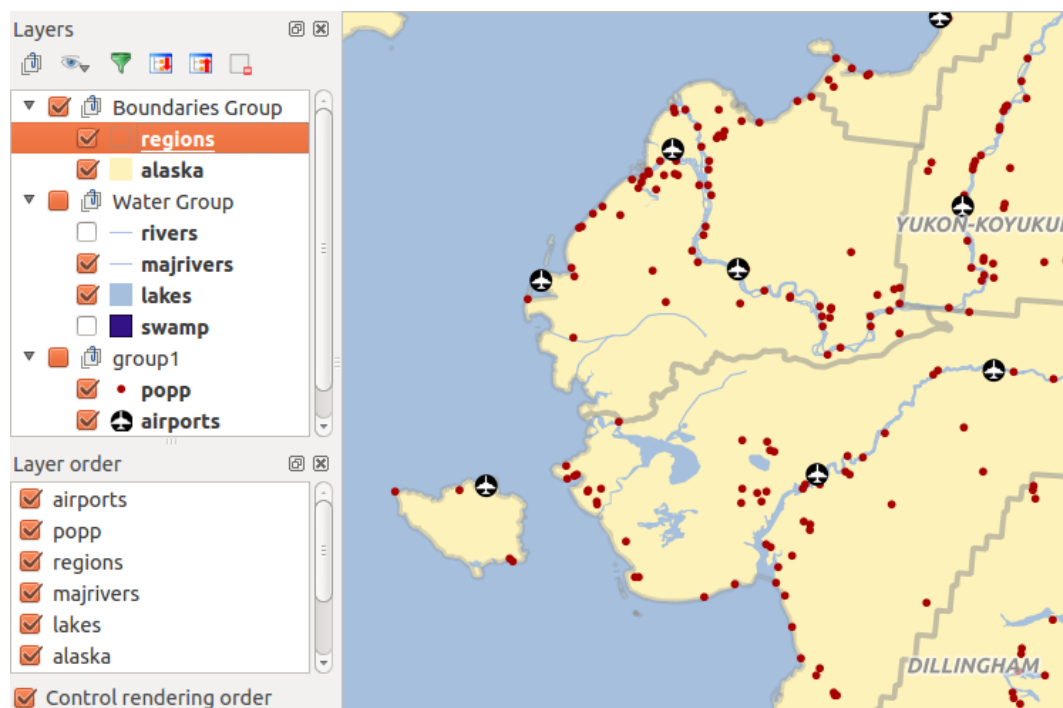 Layers
Boundaries Group
regions
alaska
Water Group
rivers
majrivers
lakes
swamp
group1
popp
airports
Layer order
airports
popp
regions
majrivers
lakes
alaska
Control rendering order
YUKON-KOYUKU
DILLINGHAM